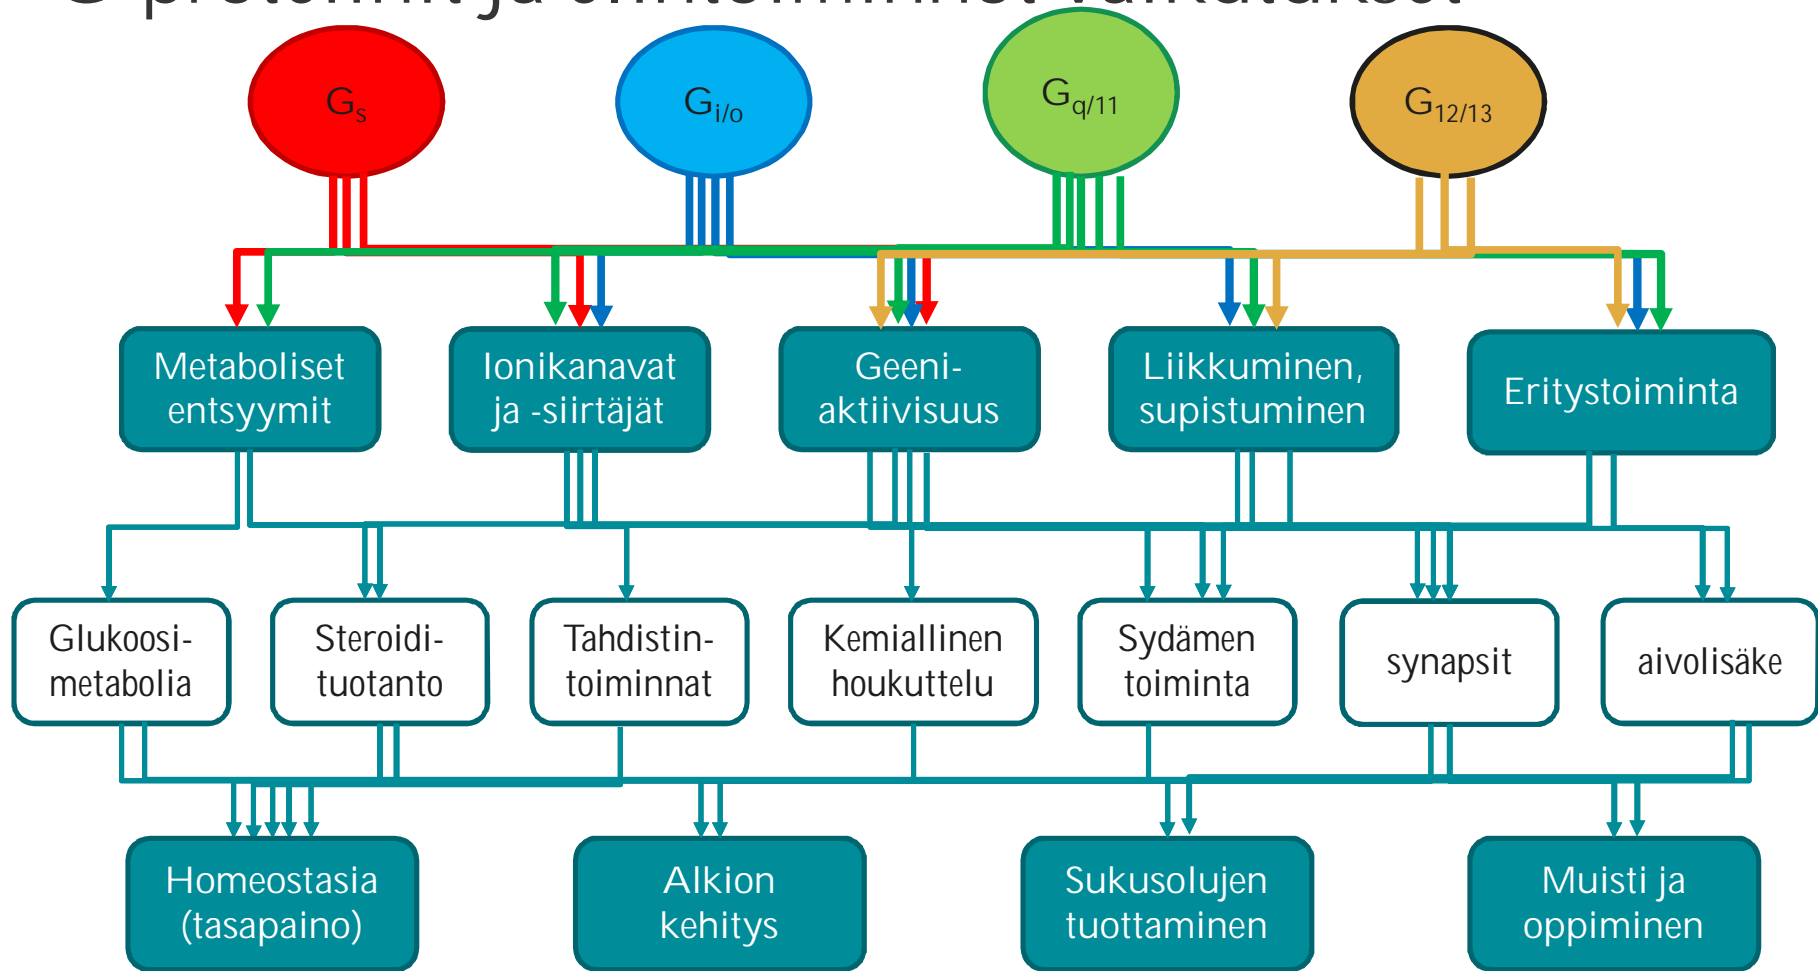 Gs
Gi/o
Gq/11
G12/13
Metaboliset
entsyymit
Ionikanavat
ja -siirtäjät
Geeni-
aktiivisuus
Liikkuminen,
supistuminen
Eritystoiminta
Glukoosi-
metabolia
Steroidi-
tuotanto
Tahdistin-
toiminnat
Kemiallinen
houkuttelu
Sydämen
toiminta
synapsit
aivolisäke
Homeostasia
(tasapaino)
Alkion
kehitys
Sukusolujen
tuottaminen
Muisti ja
oppiminen